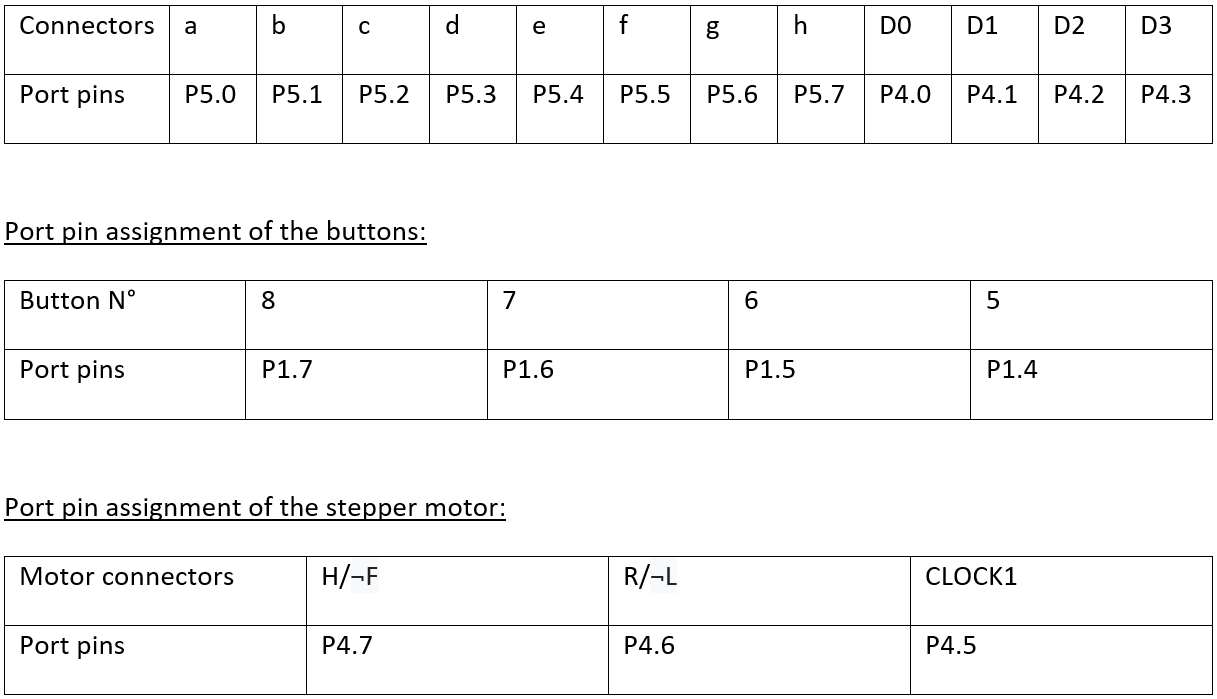 Connectors a b c d e f g h D0 D1 D2 D3
Port pins P5.0 P5.1 P5.2 P5.3 P5.4 P5.5 P5.6 P5.7 P4.0 P4.1 P4.2 P4.3
Port pin assignment of the buttons:
Button N° 8 7 6 5
Port pins P1.7 P1.6 P1.5 P1.4
Port pin assignment of the stepper motor:
Motor connectors H/¬F R/¬L CLOCK1
Port pins P4.7 P4.6 P4.5